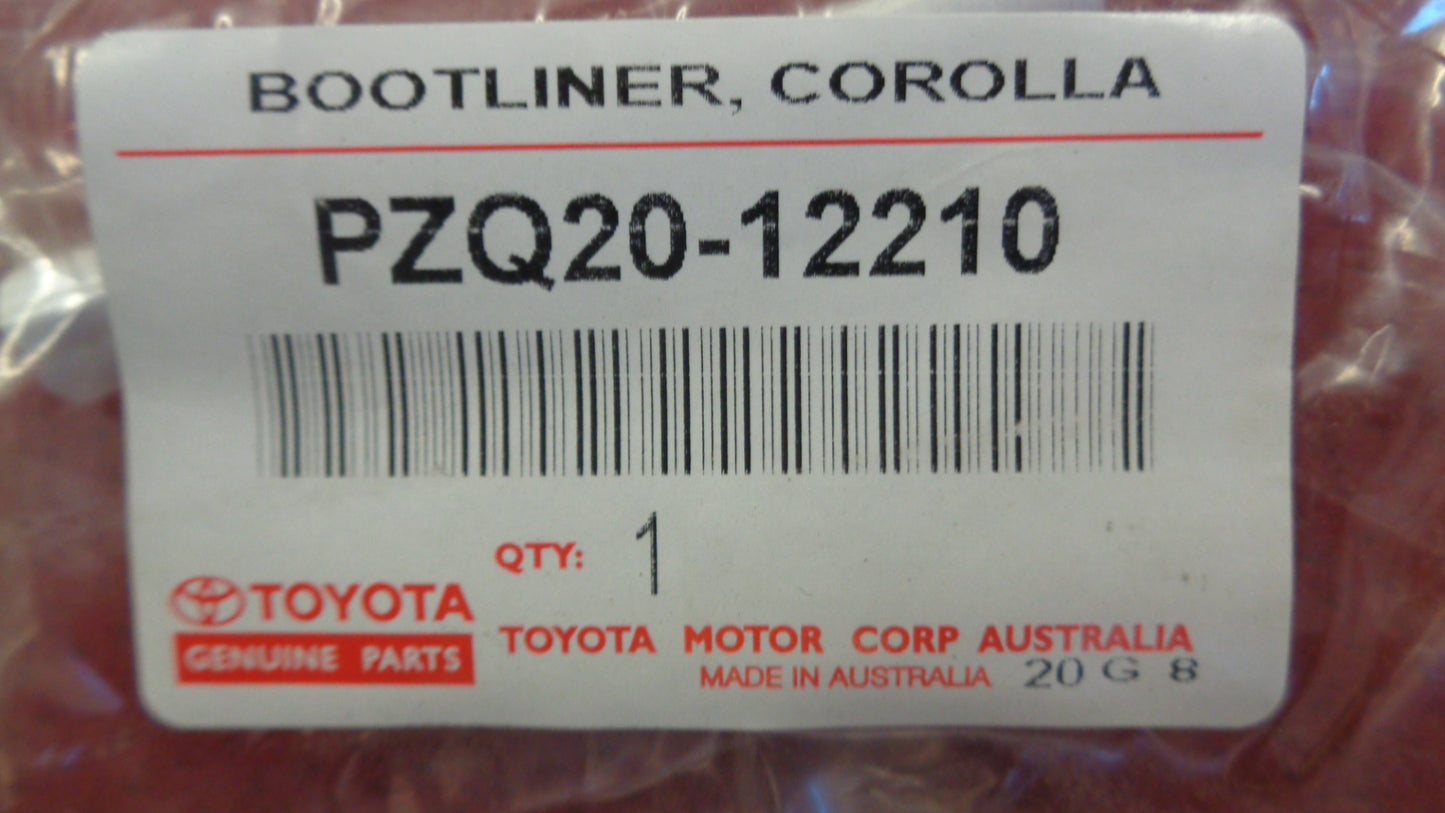 BOOTLINER, COROLLA
PZQ20-12210
QTY: 1
TOYOTA
GENUINE PARTS
TOYOTA MOTOR CORP AUSTRALIA
MADE IN AUSTRALIA 20 G 8